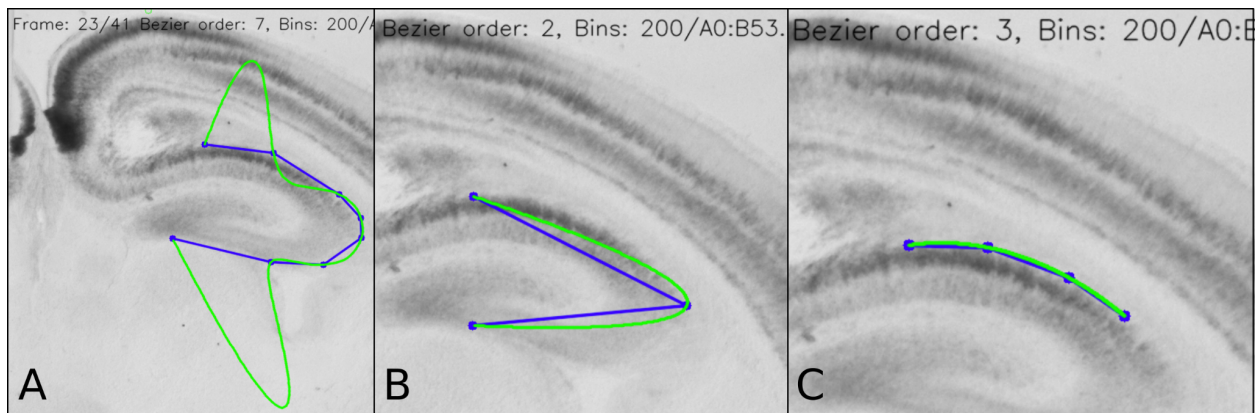 Frame: 23/41 Bezier order: 7, Bins: 200/A
Bezier order: 2, Bins: 200/A0:B53.
Bezier order: 3, Bins: 200/A0:B
A
B
C